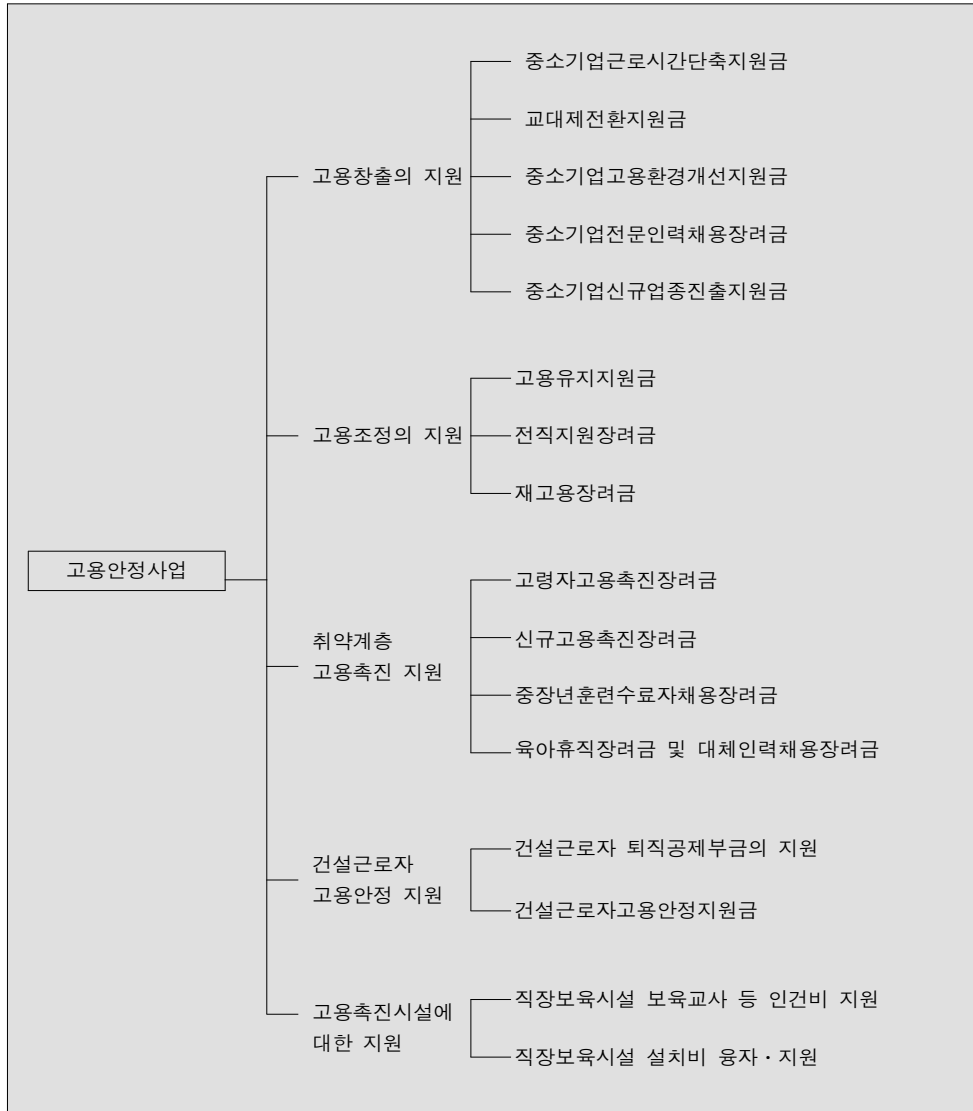 중소기업근로시간단축지원금
교대제전환지원금
고용창출의 지원
중소기업고용환경개선지원금
중소기업전문인력채용장려금
중소기업신규업종진출지원금
고용유지지원금
고용조정의 지원
전직지원장려금
재고용장려금
고용안정사업
고령자고용촉진장려금
신규고용촉진장려금
취약계층
고용촉진 지원
중장년훈련수료자채용장려금
육아휴직장려금 및 대체인력채용장려금
건설근로자 퇴직공제부금의 지원
건설근로자
고용안정 지원
건설근로자고용안정지원금
직장보육시설 보육교사 등 인건비 지원
고용촉진시설에
대한 지원
직장보육시설 설치비 융자·지원